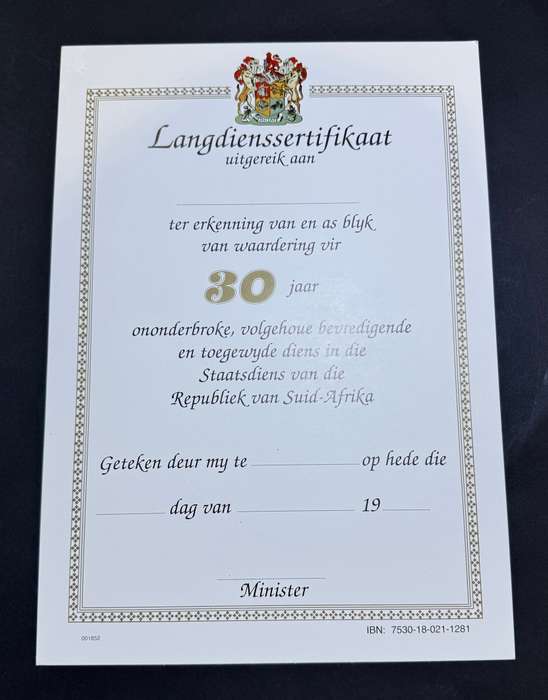 Langdienssertifikaat
uitgereik aan
ter erkenning van en as blyk
van waardering vir
30 jaar
ononderbroke, volgehoue bevredigende
en toegewyde diens in die
Staatsdiens van die
Republiek van Suid-Afrika
Geteken deur my te op hede die
dag van 19
Minister
IBN: 7530-18-021-1281
001852